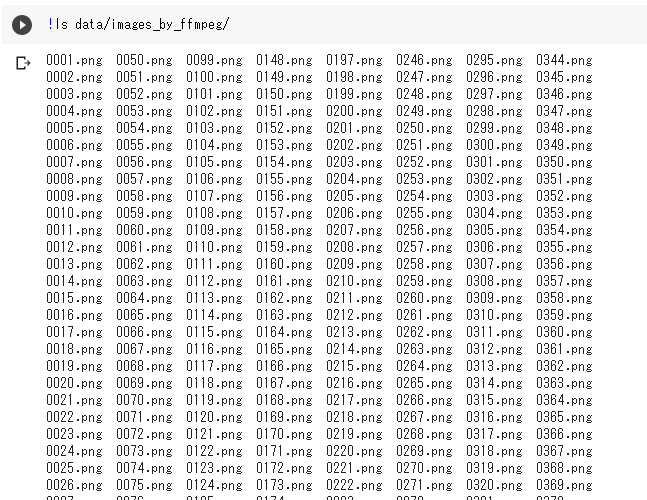 !ls data/images_by_ffmpeg/
0001.png 0050.png 0099.png 0148.png 0197.png 0246.png 0295.png 0344.png
0002.png 0051.png 0100.png 0149.png 0198.png 0247.png 0296.png 0345.png
0003.png 0052.png 0101.png 0150.png 0199.png 0248.png 0297.png 0346.png
0004.png 0053.png 0102.png 0151.png 0200.png 0249.png 0298.png 0347.png
0005.png 0054.png 0103.png 0152.png 0201.png 0250.png 0299.png 0348.png
0006.png 0055.png 0104.png 0153.png 0202.png 0251.png 0300.png 0349.png
0007.png 0056.png 0105.png 0154.png 0203.png 0252.png 0301.png 0350.png
0008.png 0057.png 0106.png 0155.png 0204.png 0253.png 0302.png 0351.png
0009.png 0058.png 0107.png 0156.png 0205.png 0254.png 0303.png 0352.png
0010.png 0059.png 0108.png 0157.png 0206.png 0255.png 0304.png 0353.png
0011.png 0060.png 0109.png 0158.png 0207.png 0256.png 0305.png 0354.png
0012.png 0061.png 0110.png 0159.png 0208.png 0257.png 0306.png 0355.png
0013.png 0062.png 0111.png 0160.png 0209.png 0258.png 0307.png 0356.png
0014.png 0063.png 0112.png 0161.png 0210.png 0259.png 0308.png 0357.png
0015.png 0064.png 0113.png 0162.png 0211.png 0260.png 0309.png 0358.png
0016.png 0065.png 0114.png 0163.png 0212.png 0261.png 0310.png 0359.png
0017.png 0066.png 0115.png 0164.png 0213.png 0262.png 0311.png 0360.png
0018.png 0067.png 0116.png 0165.png 0214.png 0263.png 0312.png 0361.png
0019.png 0068.png 0117.png 0166.png 0215.png 0264.png 0313.png 0362.png
0020.png 0069.png 0118.png 0167.png 0216.png 0265.png 0314.png 0363.png
0021.png 0070.png 0119.png 0168.png 0217.png 0266.png 0315.png 0364.png
0022.png 0071.png 0120.png 0169.png 0218.png 0267.png 0316.png 0365.png
0023.png 0072.png 0121.png 0170.png 0219.png 0268.png 0317.png 0366.png
0024.png 0073.png 0122.png 0171.png 0220.png 0269.png 0318.png 0367.png
0025.png 0074.png 0123.png 0172.png 0221.png 0270.png 0319.png 0368.png
0026.png 0075.png 0124.png 0173.png 0222.png 0271.png 0320.png 0369.png